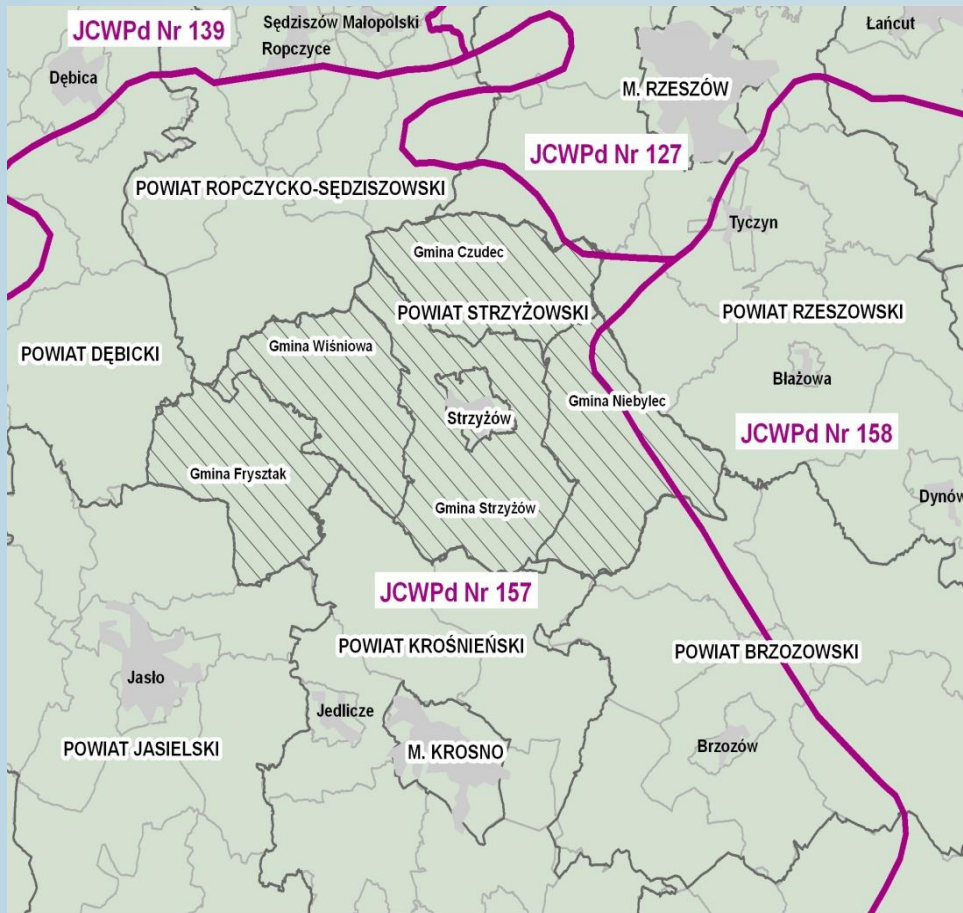 JCWPd Nr 139
Sędziszów Małopolski
Ropczyce
Łańcut
Dębica
M. RZESZÓW
JCWPd Nr 127
POWIAT ROPCZYCKO-SĘDZISZOWSKI
Tyczyn
Gmina Czudec
POWIAT STRZYŻOWSKI
POWIAT RZESZOWSKI
Gmina Wiśniowa
POWIAT DĘBICKI
Błażowa
Gmina Niebylec
Strzyżów
JCWPd Nr 158
Gmina Frysztak
Dynów
Gmina Strzyżów
JCWPd Nr 157
POWIAT KROŚNIEŃSKI
POWIAT BRZOZOWSKI
Jasło
Jedlicze
POWIAT JASIELSKI
M. KROSNO
Brzozów